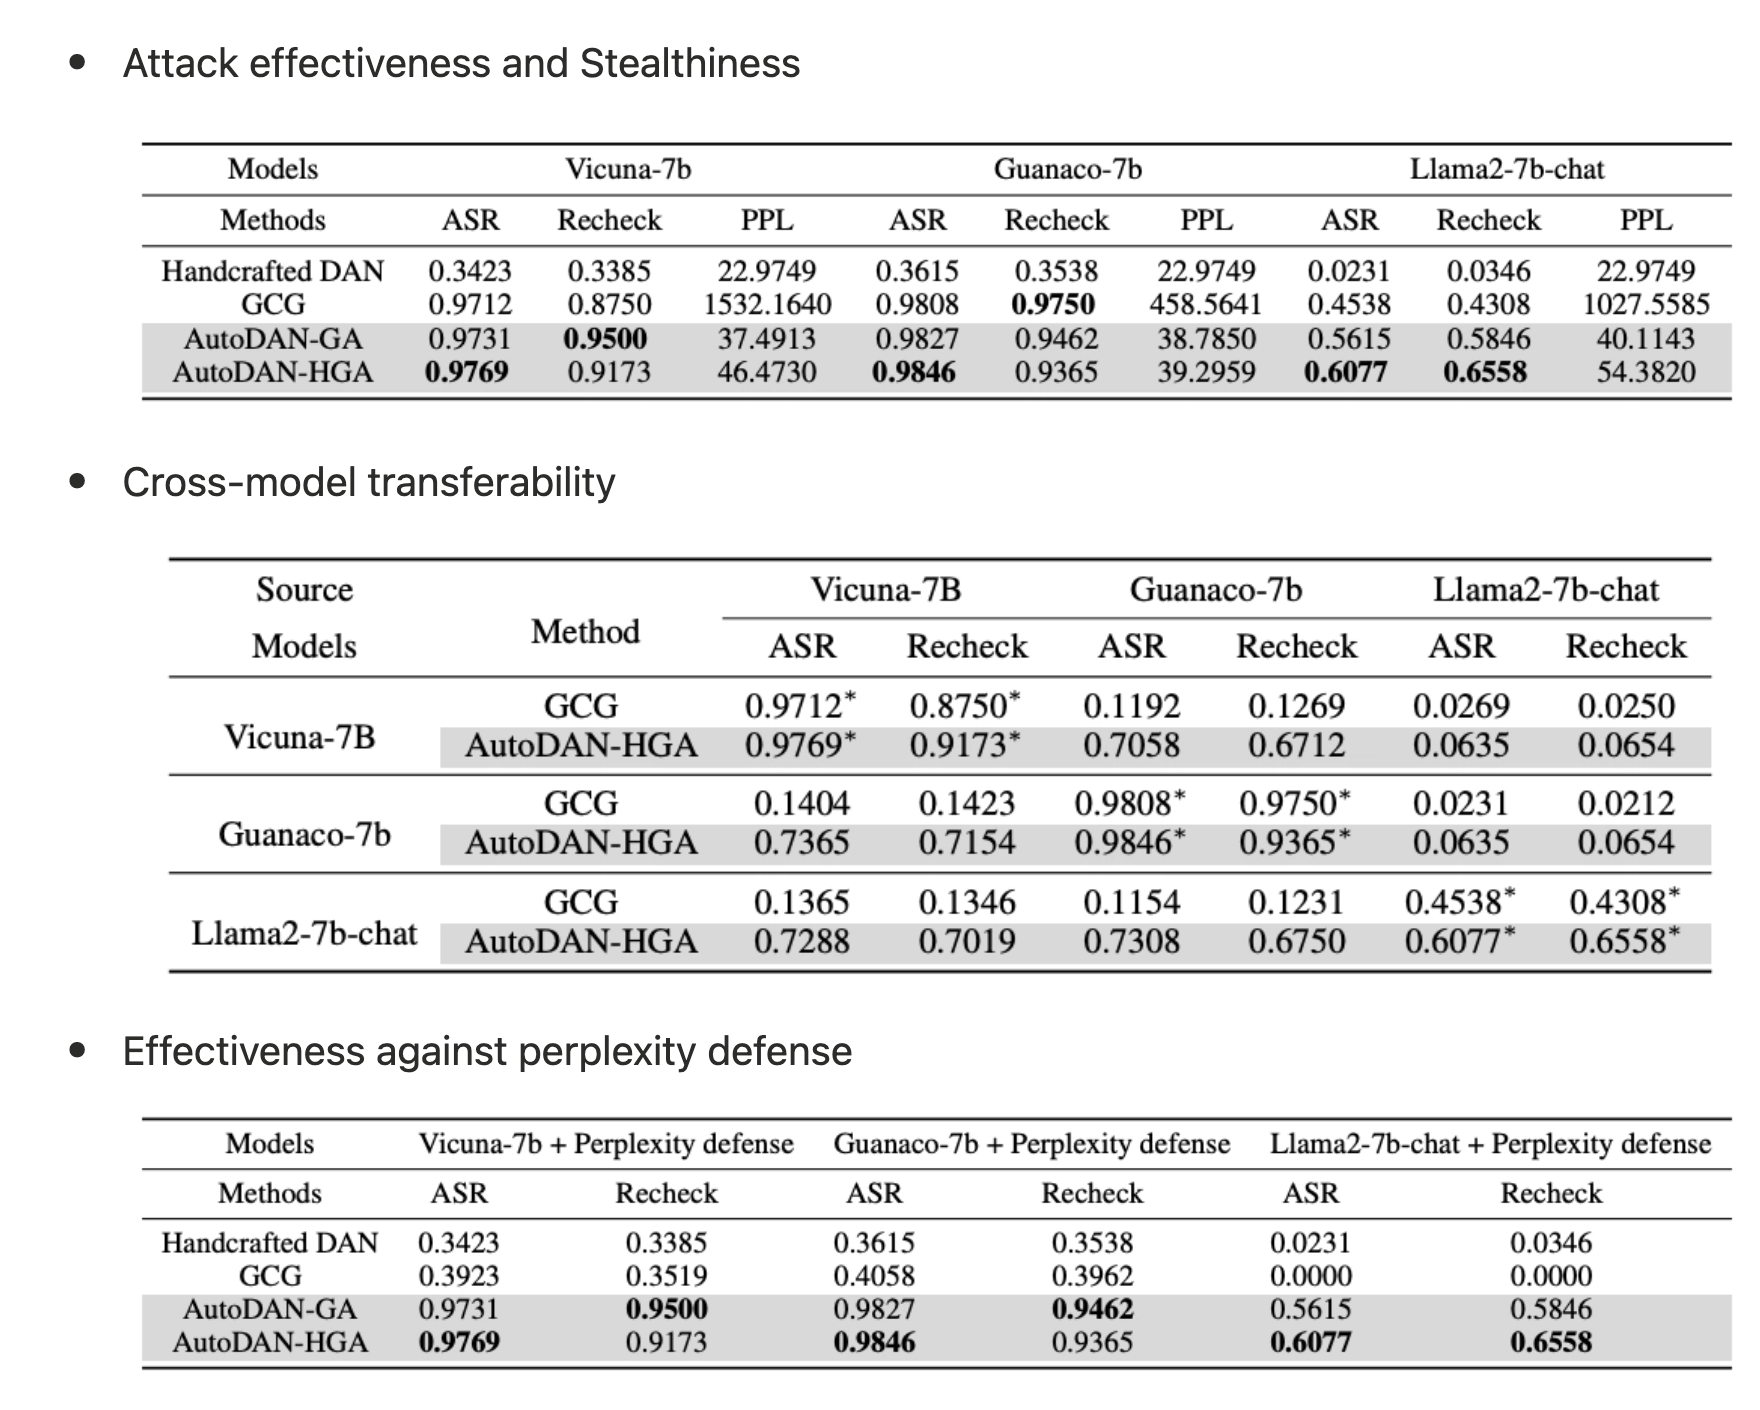 • Attack effectiveness and Stealthiness
Models Vicuna-7b Guanaco-7b Llama2-7b-chat
Methods ASR Recheck PPL ASR Recheck PPL ASR Recheck PPL
Handcrafted DAN 0.3423 0.3385 22.9749 0.3615 0.3538 22.9749 0.0231 0.0346 22.9749
GCG 0.9712 0.8750 1532.1640 0.9808 0.9750 458.5641 0.4538 0.4308 1027.5585
AutoDAN-GA 0.9731 0.9500 37.4913 0.9827 0.9462 38.7850 0.5615 0.5846 40.1143
AutoDAN-HGA 0.9769 0.9173 46.4730 0.9846 0.9365 39.2959 0.6077 0.6558 54.3820
• Cross-model transferability
Source Vicuna-7B Guanaco-7b Llama2-7b-chat
Method
Models ASR Recheck ASR Recheck ASR Recheck
GCG 0.9712* 0.8750* 0.1192 0.1269 0.0269 0.0250
Vicuna-7B
AutoDAN-HGA 0.9769* 0.9173* 0.7058 0.6712 0.0635 0.0654
GCG 0.1404 0.1423 0.9808* 0.9750* 0.0231 0.0212
Guanaco-7b
AutoDAN-HGA 0.7365 0.7154 0.9846* 0.9365* 0.0635 0.0654
GCG 0.1365 0.1346 0.1154 0.1231 0.4538* 0.4308*
Llama2-7b-chat
AutoDAN-HGA 0.7288 0.7019 0.7308 0.6750 0.6077* 0.6558*
• Effectiveness against perplexity defense
Models Vicuna-7b + Perplexity defense Guanaco-7b + Perplexity defense Llama2-7b-chat + Perplexity defense
Methods ASR Recheck ASR Recheck ASR Recheck
Handcrafted DAN 0.3423 0.3385 0.3615 0.3538 0.0231 0.0346
GCG 0.3923 0.3519 0.4058 0.3962 0.0000 0.0000
AutoDAN-GA 0.9731 0.9500 0.9827 0.9462 0.5615 0.5846
AutoDAN-HGA 0.9769 0.9173 0.9846 0.9365 0.6077 0.6558